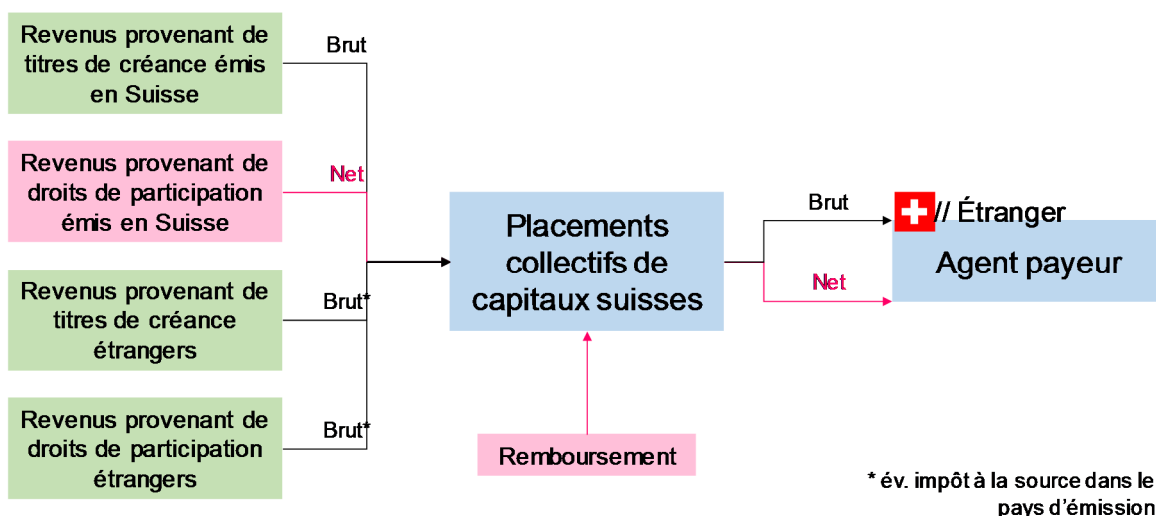 Revenus provenant de
titres de créance émis
en Suisse
Brut
Revenus provenant de
droits de participation
émis en Suisse
Net
Revenus provenant de
titres de créance
étrangers
Brut*
Revenus provenant de
droits de participation
étrangers
Brut*
Placements
collectifs de
capitaux suisses
Remboursement
Brut
Net
// Étranger
Agent payeur
* év. impôt à la source dans le
pays d'émission